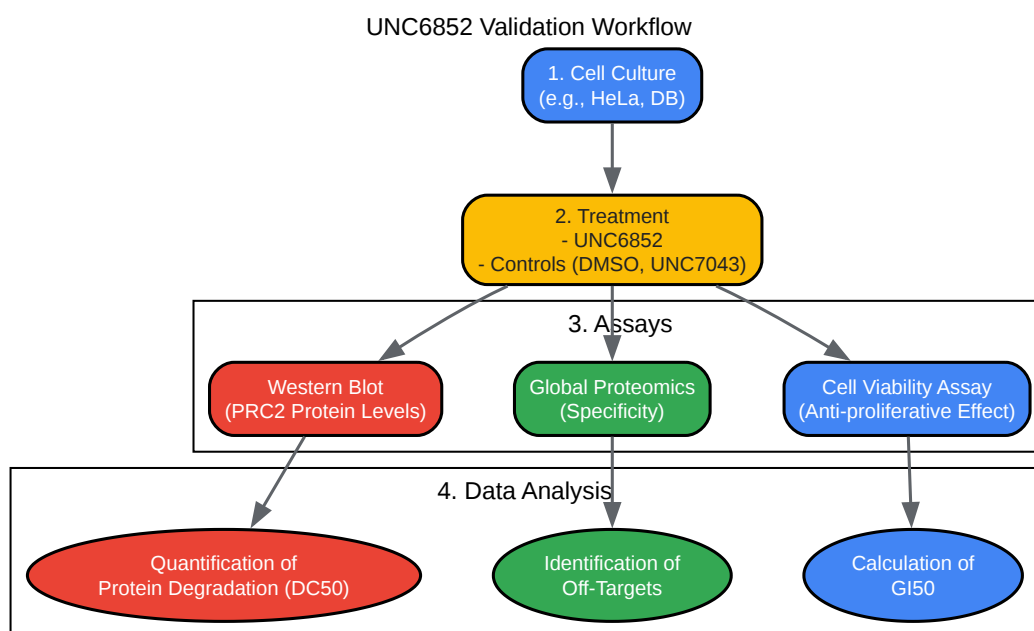 UNC6852 Validation Workflow
1. Cell Culture
(e.g., HeLa, DB)
2. Treatment
- UNC6852
- Controls (DMSO, UNC7043)
3. Assays
Western Blot
(PRC2 Protein Levels)
Global Proteomics
(Specificity)
Cell Viability Assay
(Anti-proliferative Effect)
4. Data Analysis
Quantification of
Protein Degradation (DC50)
Identification of
Off-Targets
Calculation of
GI50